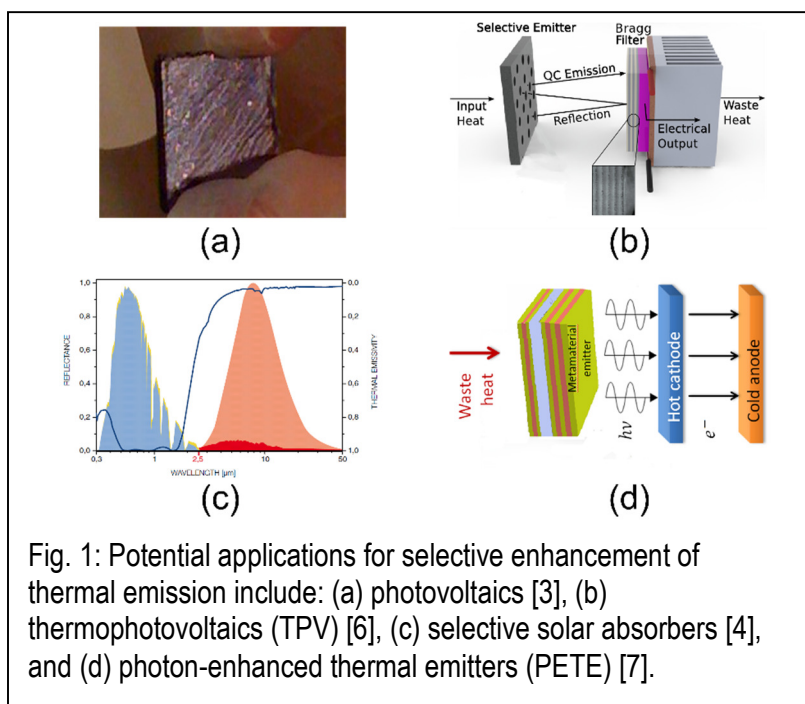 (a)
Selective Emitter
Bragg
Filter
QC Emission
Input
Heat
Reflection
Electrical
Output
Waste
Heat
(b)
REFLECTANCE
1,0
0,8
0,6
0,4
0,2
0,0
0,3
1
2,5
10
50
WAVELENGTH [µm]
0,0
0,2
0,4
0,6
0,8
1,0
THERMAL EMISSIVITY
(c)
Waste
heat
Metamaterial
emitter
hν
Hot cathode
e⁻
Cold anode
(d)
Fig. 1: Potential applications for selective enhancement of
thermal emission include: (a) photovoltaics [3], (b)
thermophotovoltaics (TPV) [6], (c) selective solar absorbers [4],
and (d) photon-enhanced thermal emitters (PETE) [7].